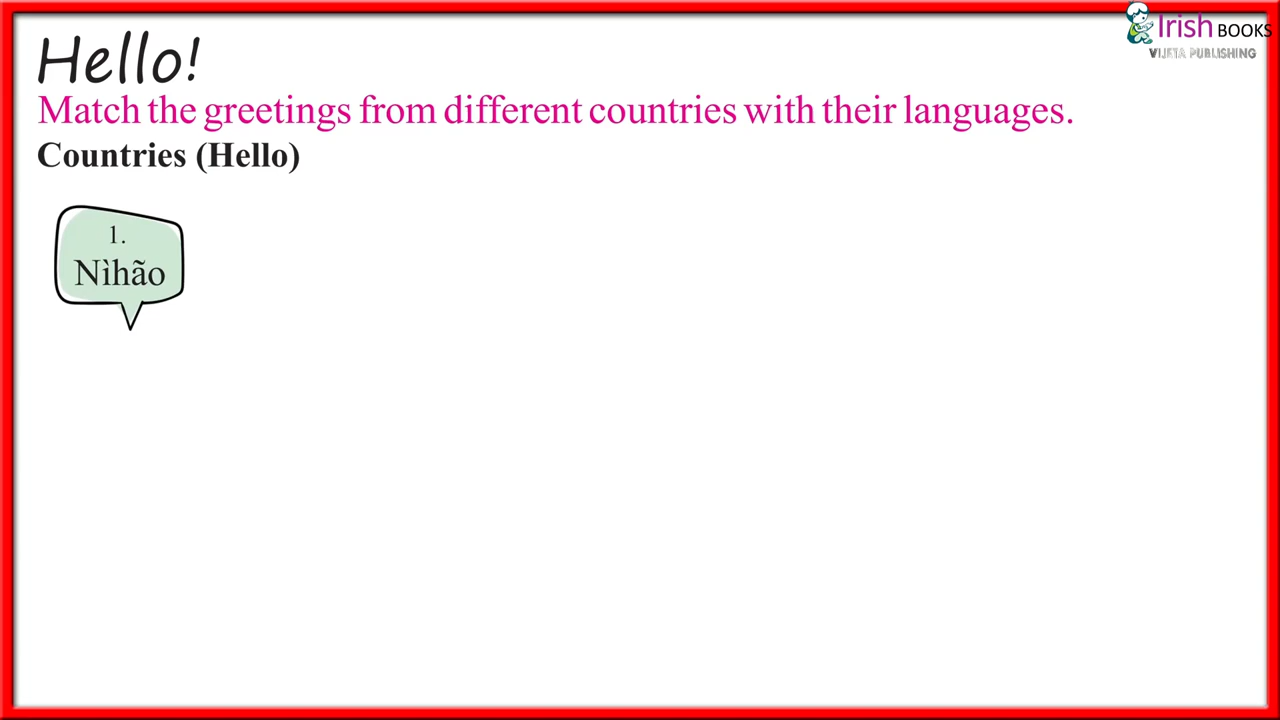 Irish BOOKS
VIJETA PUBLISHING
Hello!
Match the greetings from different countries with their languages.
Countries (Hello)
1.
Nìhão